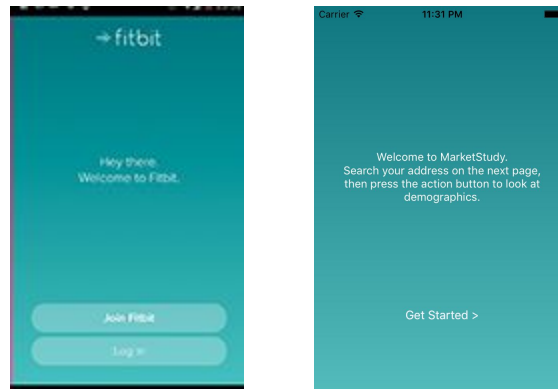 fitbit
Hey there.
Welcome to Fitbit.
Join Fitbit
Log in
Carrier 11:31 PM
Welcome to MarketStudy.
Search your address on the next page,
then press the action button to look at
demographics.
Get Started >